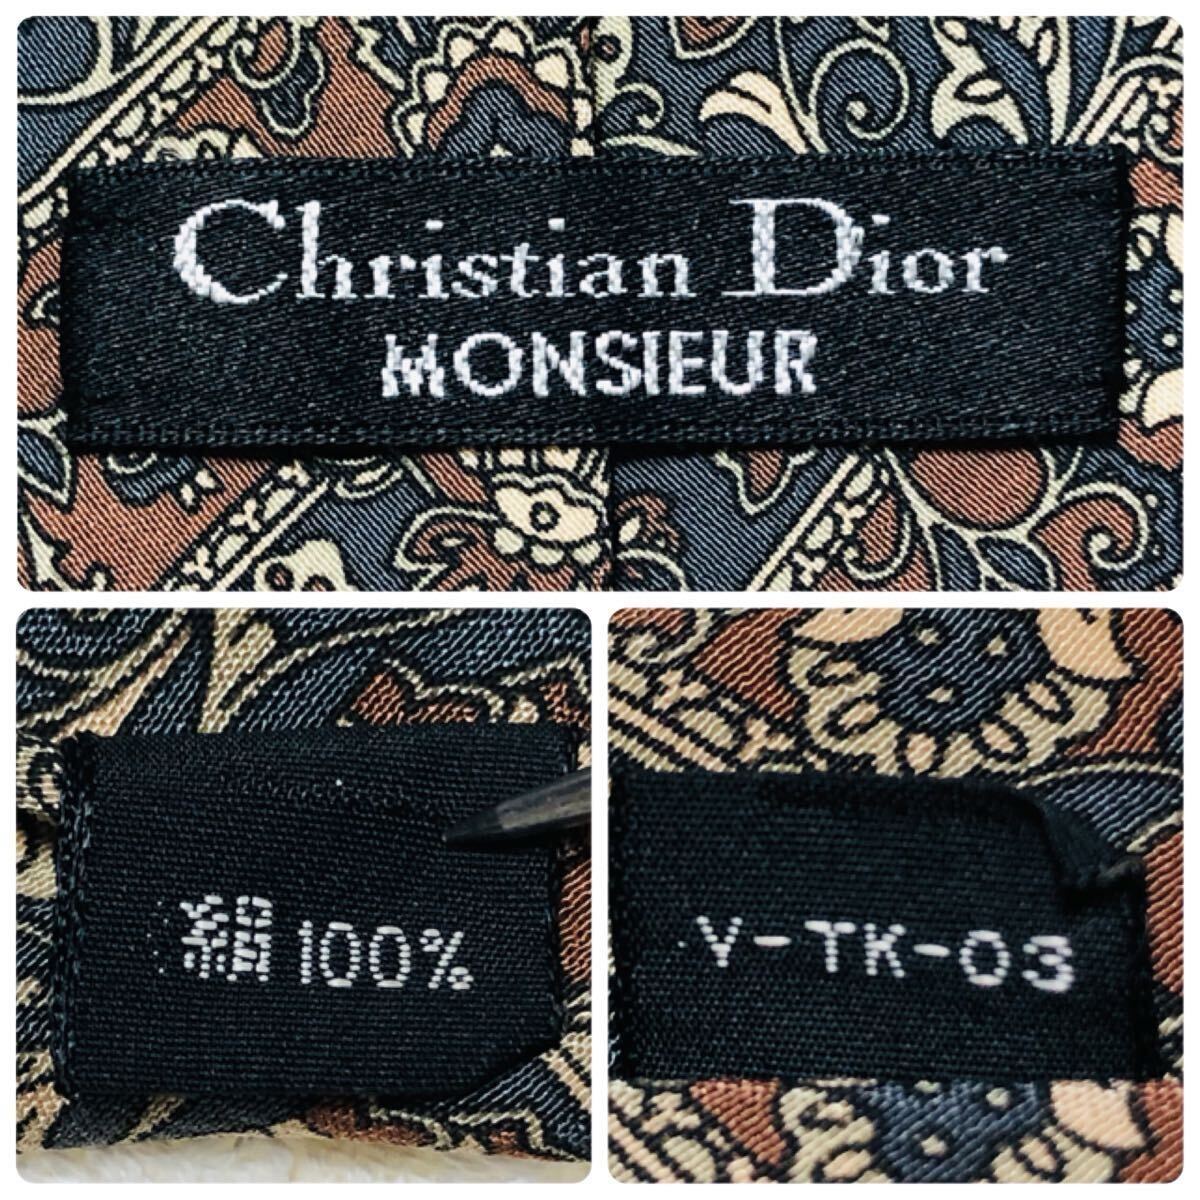 Christian Dior
MONSIEUR
絹100%
Y-TK-03